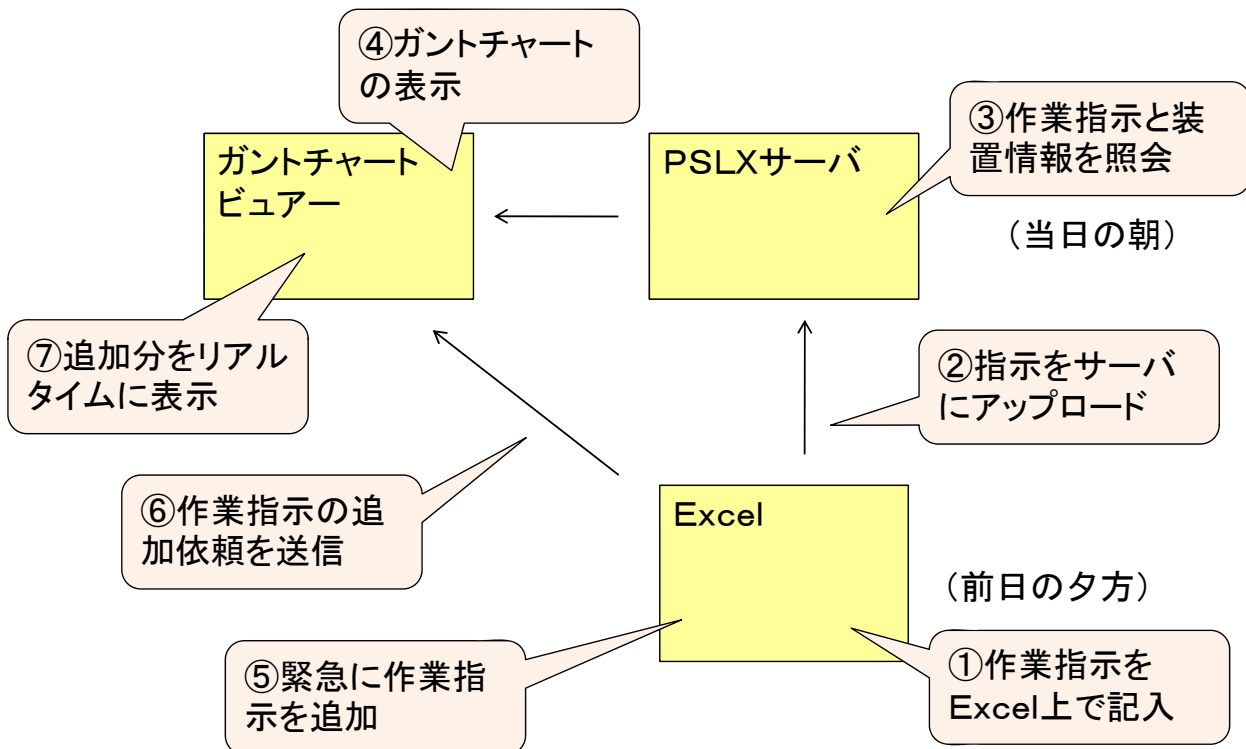 ④ガントチャート
の表示
ガントチャート
ビュアー
PSLXサーバ
③作業指示と装
置情報を照会
（当日の朝）
⑦追加分をリアル
タイムに表示
②指示をサーバ
にアップロード
⑥作業指示の追
加依頼を送信
Excel
（前日の夕方）
⑤緊急に作業指
示を追加
①作業指示を
Excel上で記入